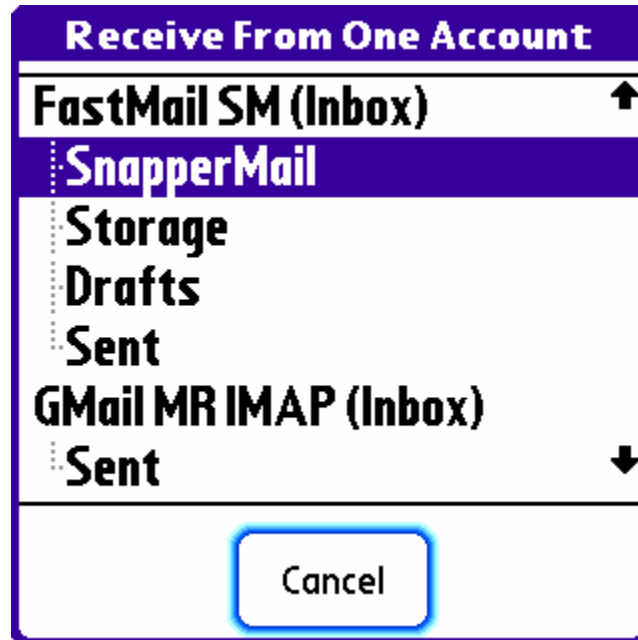 Receive From One Account
FastMail SM (Inbox)
SnapperMail
Storage
Drafts
Sent
GMail MR IMAP (Inbox)
Sent
Cancel